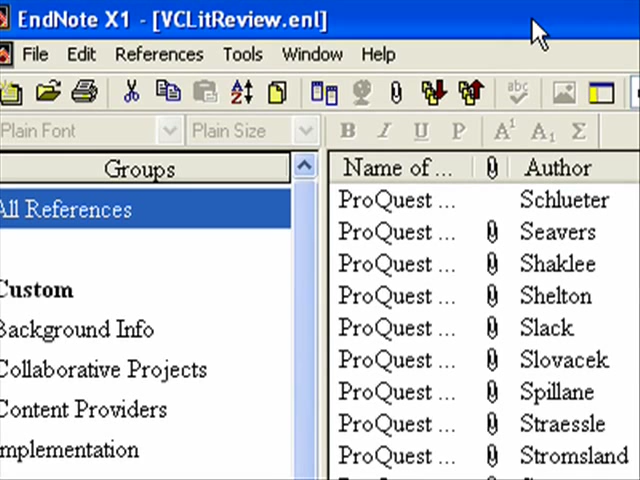 EndNote X1 - [VCLitReview.enl]
File Edit References Tools Window Help
abc
Plain Font Plain Size B I U P A1 A1 Σ
Groups
Name of ... Author
All References
ProQuest ... Schlueter
ProQuest ... Seavers
ProQuest ... Shaklee
Custom
ProQuest ... Shelton
Background Info
ProQuest ... Slack
Collaborative Projects
ProQuest ... Slovacek
Content Providers
ProQuest ... Spillane
ProQuest ... Straessle
Implementation
ProQuest ... Stromsland